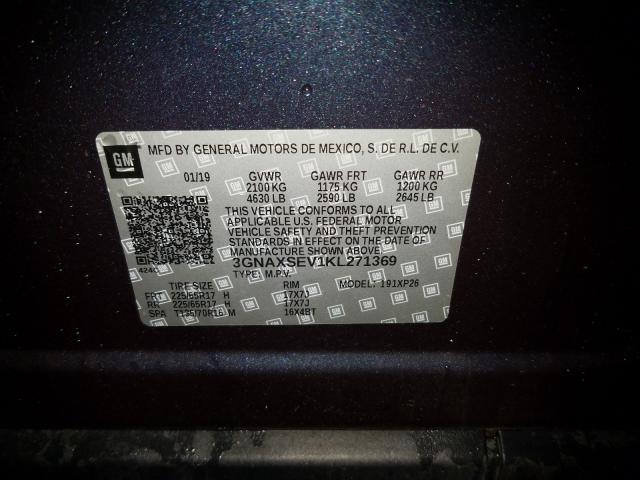 GM MFD BY GENERAL MOTORS DE MEXICO, S. DE R.L. DE C.V.
01/19 GVWR GAWR FRT GAWR RR
2100 KG 1175 KG 1200 KG
4630 LB 2590 LB 2645 LB
THIS VEHICLE CONFORMS TO ALL
APPLICABLE U.S. FEDERAL MOTOR
VEHICLE SAFETY AND THEFT PREVENTION
STANDARDS IN EFFECT ON THE DATE OF
MANUFACTURE SHOWN ABOVE.
3GNAXSEV1KL271369
TYPE: M.P.V. MODEL: 191XP26
TIRE SIZE RIM
FRT 225/65R17 H 17X7J
RR 225/65R17 H 17X7J
SPA T135/70R16 M 16X4BT